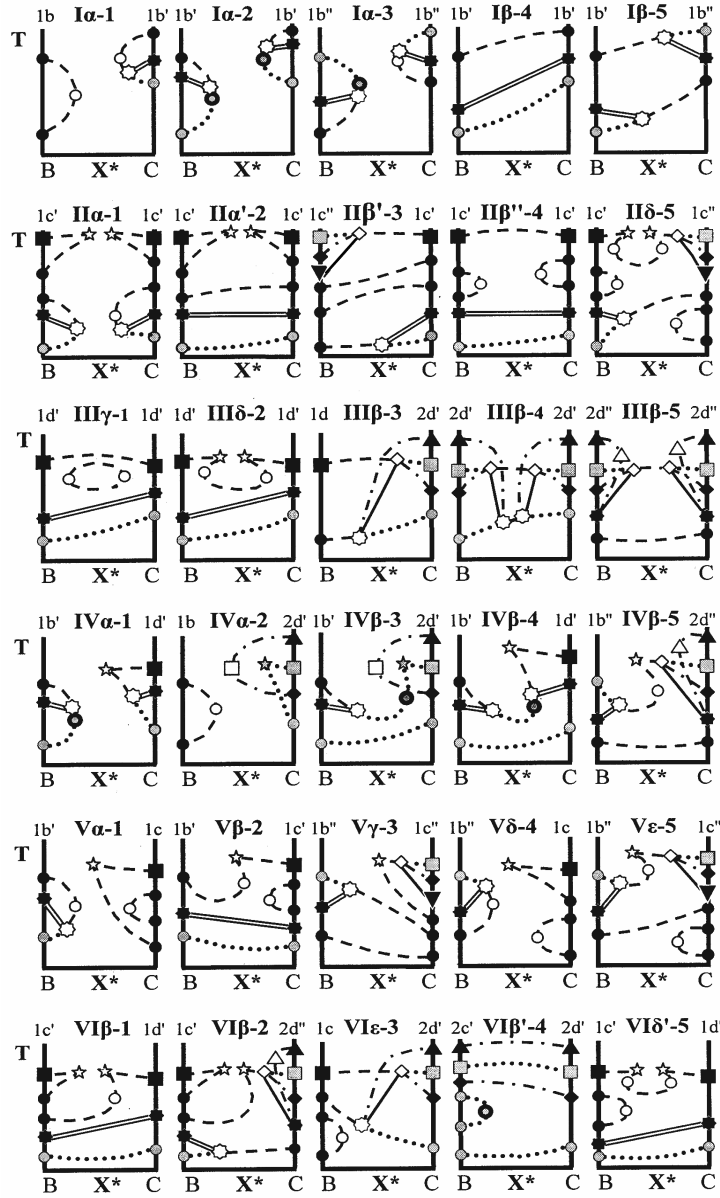 1b Iα-1 1b' 1b' Iα-2 1b' 1b" Iα-3 1b" 1b' Iβ-4 1b' 1b' Iβ-5 1b"
T
B X* C B X* C B X* C B X* C B X* C
1c' IIα-1 1c' 1c' IIα'-2 1c' 1c" IIβ'-3 1c' 1c' IIβ''-4 1c' 1c' IIδ-5 1c"
T
B X* C B X* C B X* C B X* C B X* C
1d' IIIγ-1 1d' 1d' IIIδ-2 1d' 1d IIIβ-3 2d' 2d' IIIβ-4 2d' 2d" IIIβ-5 2d"
T
B X* C B X* C B X* C B X* C B X* C
1b' IVα-1 1d' 1b IVα-2 2d' 1b' IVβ-3 2d' 1b' IVβ-4 1d' 1b" IVβ-5 2d"
T
B X* C B X* C B X* C B X* C B X* C
1b' Vα-1 1c 1b' Vβ-2 1c' 1b" Vγ-3 1c" 1b" Vδ-4 1c 1b" Vε-5 1c"
T
B X* C B X* C B X* C B X* C B X* C
1c' VIβ-1 1d' 1c' VIβ-2 2d" 1c VIε-3 2d' 2c' VIβ'-4 2d' 1c' VIδ'-5 1d'
T
B X* C B X* C B X* C B X* C B X* C